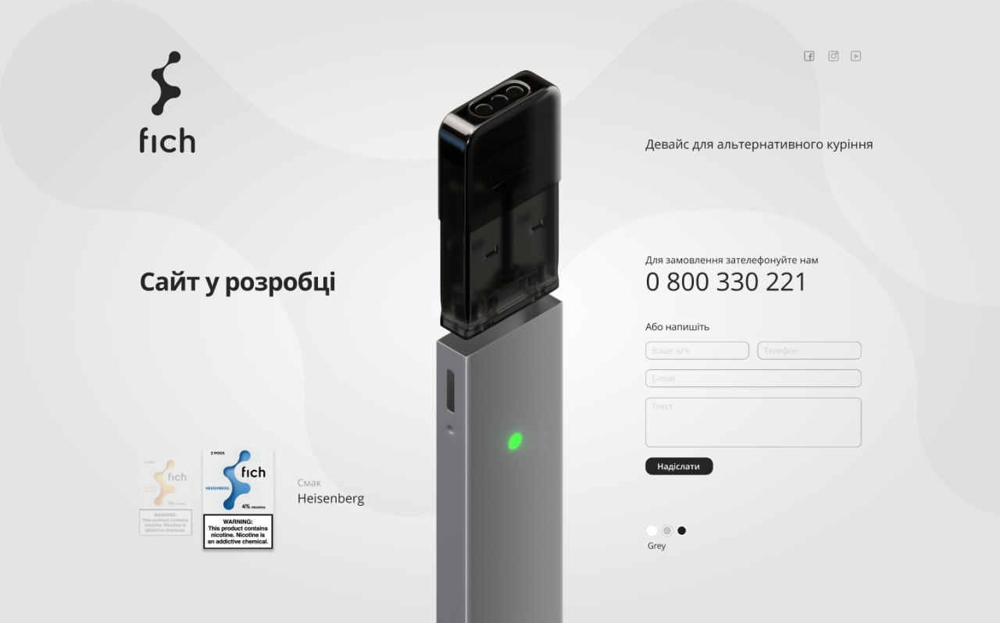 fich
Девайс для альтернативного куріння
Сайт у розробці
Для замовлення зателефонуйте нам
0 800 330 221
Або напишіть
Ваше ім'я
Телефон
E-mail
Текст
Надіслати
fich
WARNING:
This product contains
nicotine. Nicotine is
an addictive chemical.
2 PODS
fich
HEISENBERG
4% nicotine
WARNING:
This product contains
nicotine. Nicotine is
an addictive chemical.
Смак
Heisenberg
Grey